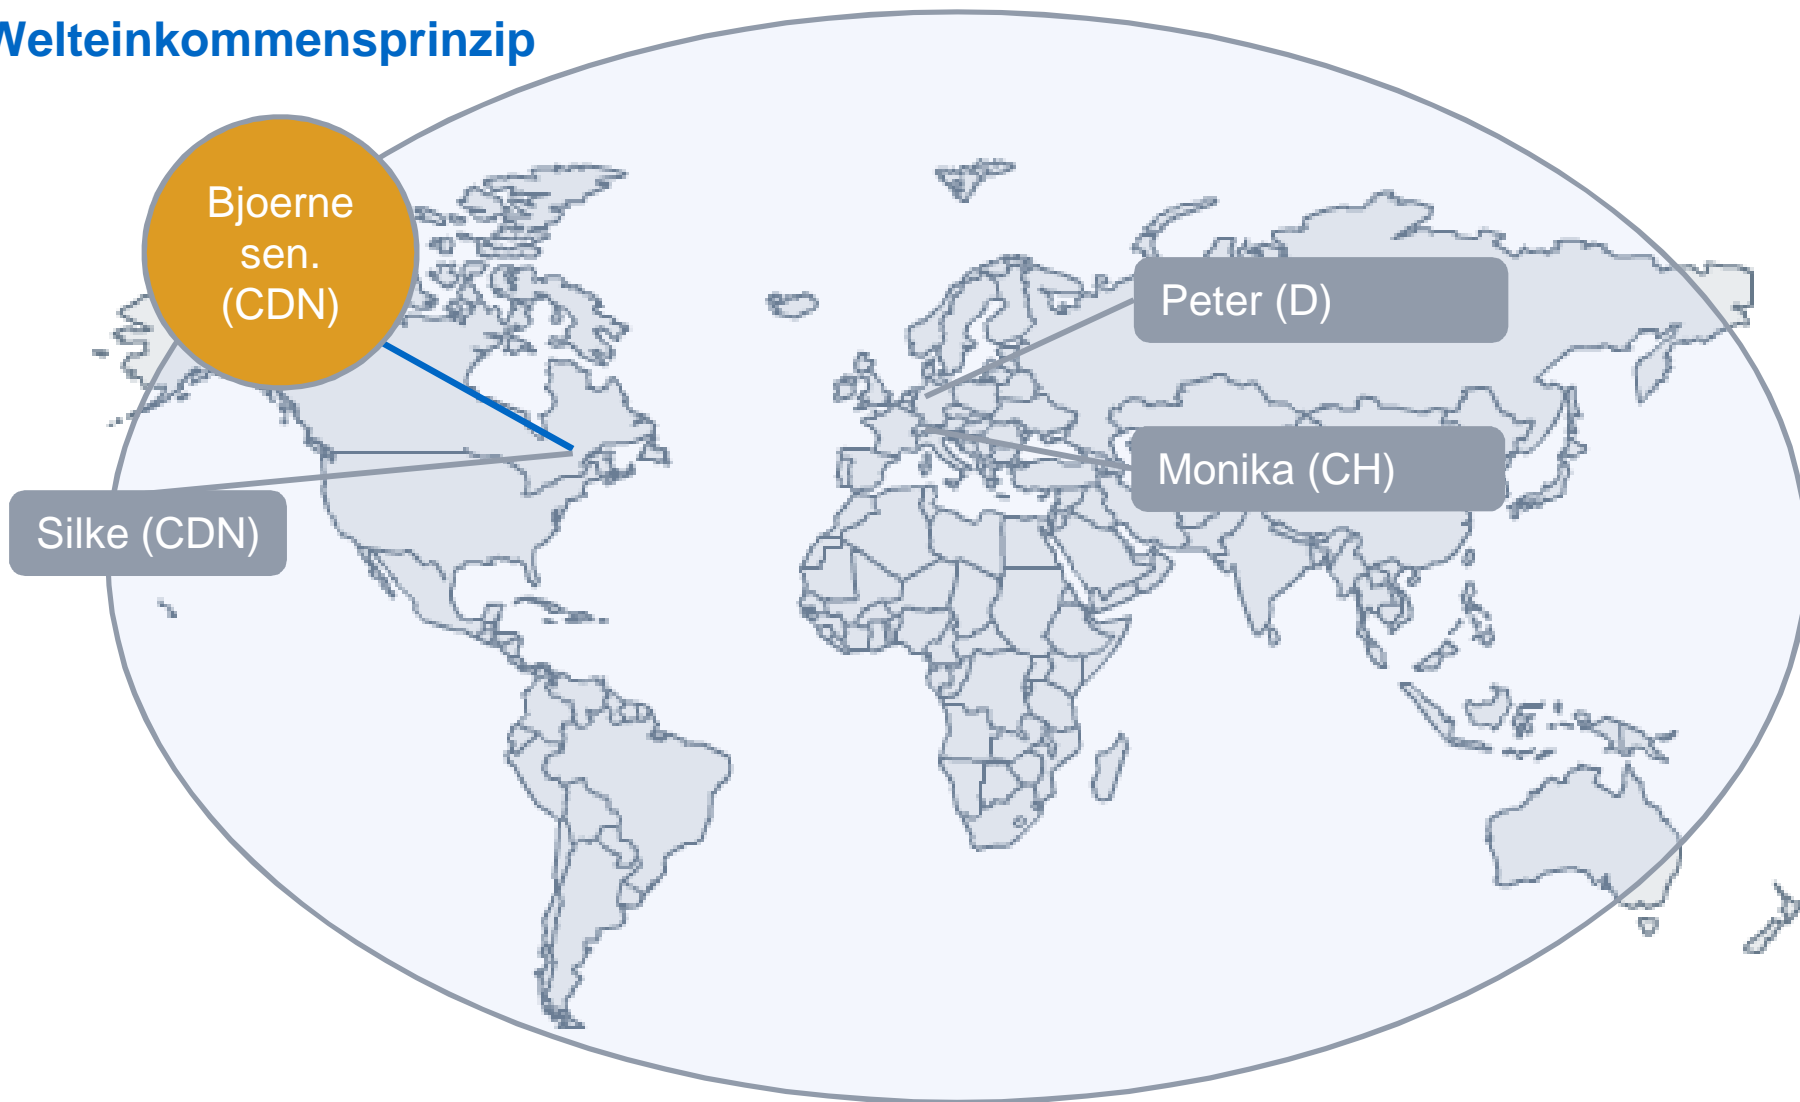 Welteinkommensprinzip
Bjoerne
sen.
(CDN)
Peter (D)
Monika (CH)
Silke (CDN)